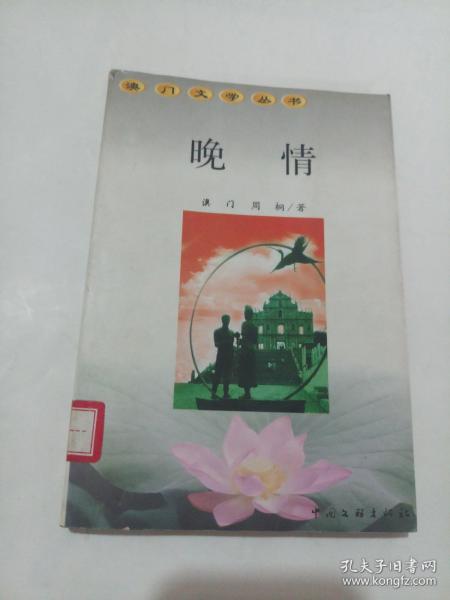 澳门文学丛书
晚情
澳门 周桐/著
中国文联出版社
孔夫子旧书网
www.kongfz.com